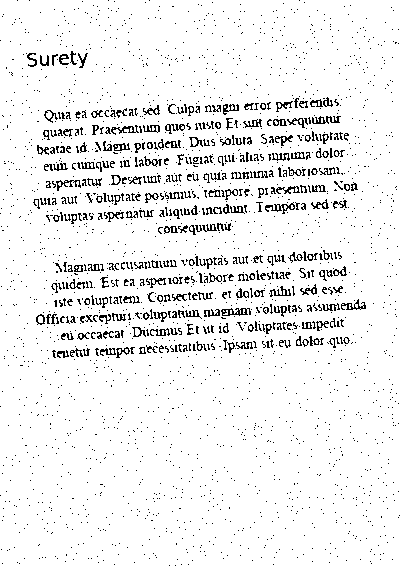 Surety
Quia ea occaecat sed. Culpa magni error perferendis
quaerat. Praesentium quos iusto Et sint consequuntur
beatae id. Magni proident. Duis soluta. Saepe voluptate
eum cumque in labore. Fugiat qui alias minima dolor
aspernatur. Deserunt aut eu quia minima laboriosam,
quia aut. Voluptate possimus, tempore, praesentium. Non
voluptas aspernatur aliquid incidunt. Tempora sed est
consequuntur
Magnam accusantium voluptas aut et qui doloribus
quidem. Est ea asperiores labore molestiae. Sit quod
iste voluptatem. Consectetur, et dolor nihil sed esse.
Officia excepturi voluptatum magnam voluptas assumenda
eu occaecat. Ducimus Et ut id. Voluptates impedit
tenetur tempor necessitatibus. Ipsam sit eu dolor quo.